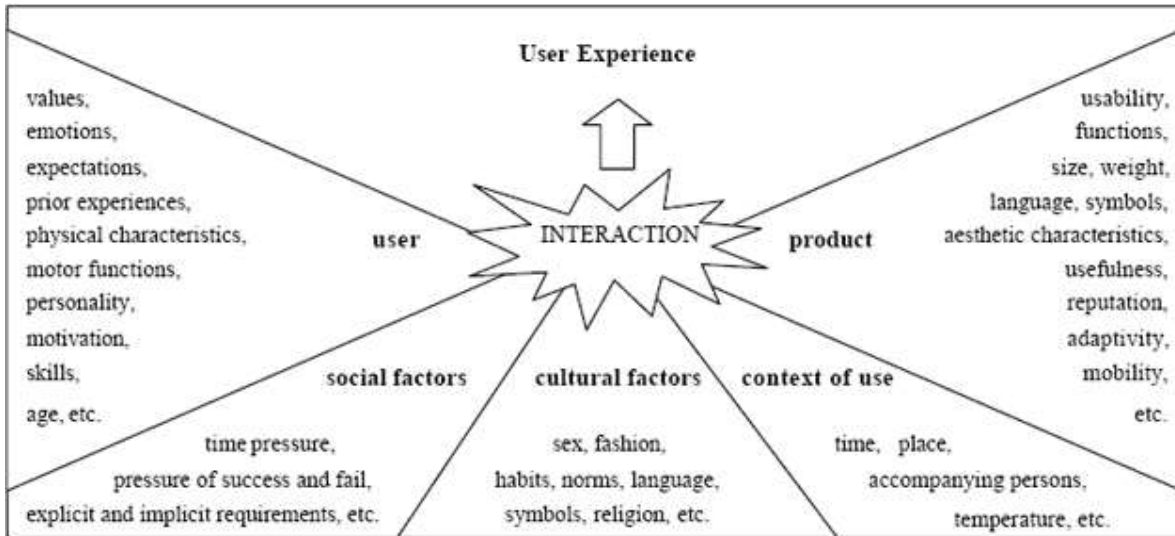 User Experience
values,
emotions,
expectations,
prior experiences,
physical characteristics,
motor functions,
personality,
motivation,
skills,
age, etc.
user
INTERACTION
product
usability,
functions,
size, weight,
language, symbols,
aesthetic characteristics,
usefulness,
reputation,
adaptivity,
mobility,
etc.
social factors
time pressure,
pressure of success and fail,
explicit and implicit requirements, etc.
cultural factors
sex, fashion,
habits, norms, language,
symbols, religion, etc.
context of use
time, place,
accompanying persons,
temperature, etc.